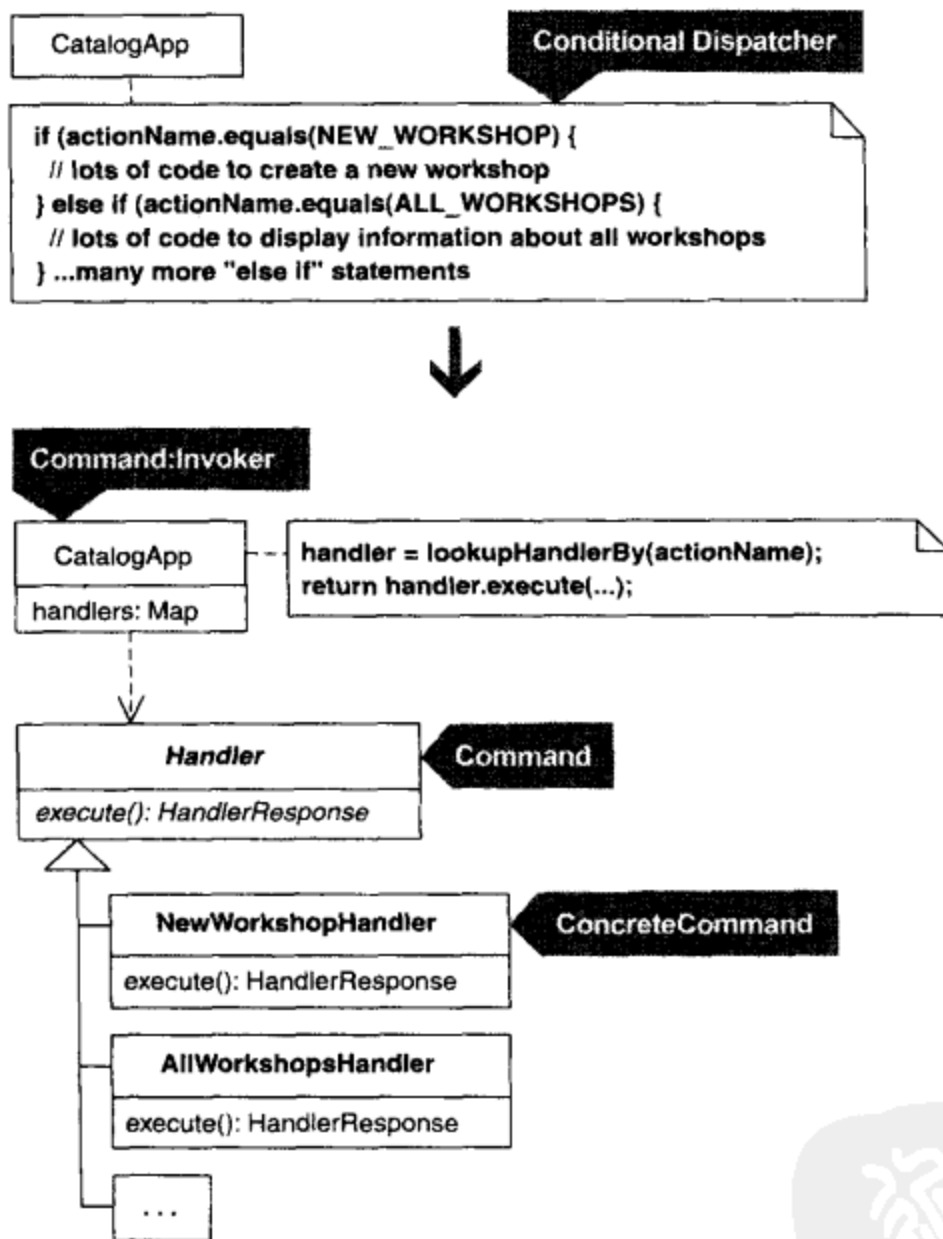 CatalogApp
Conditional Dispatcher
if (actionName.equals(NEW_WORKSHOP) {
// lots of code to create a new workshop
} else if (actionName.equals(ALL_WORKSHOPS) {
// lots of code to display information about all workshops
} ...many more "else if" statements
Command:Invoker
CatalogApp
handlers: Map
handler = lookupHandlerBy(actionName);
return handler.execute(...);
Handler
execute(): HandlerResponse
Command
NewWorkshopHandler
execute(): HandlerResponse
ConcreteCommand
AllWorkshopsHandler
execute(): HandlerResponse
...